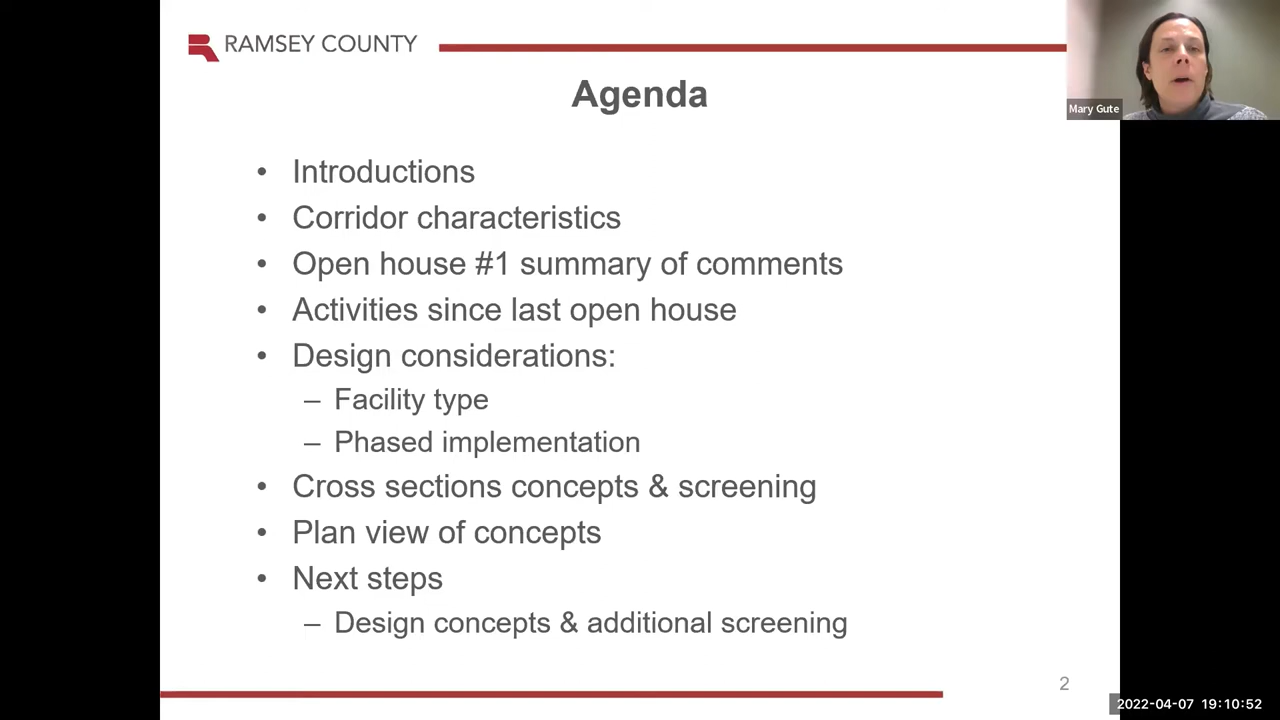 RAMSEY COUNTY
Agenda
Mary Gute
• Introductions
• Corridor characteristics
• Open house #1 summary of comments
• Activities since last open house
• Design considerations:
– Facility type
– Phased implementation
• Cross sections concepts & screening
• Plan view of concepts
• Next steps
– Design concepts & additional screening
2
2022-04-07 19:10:52